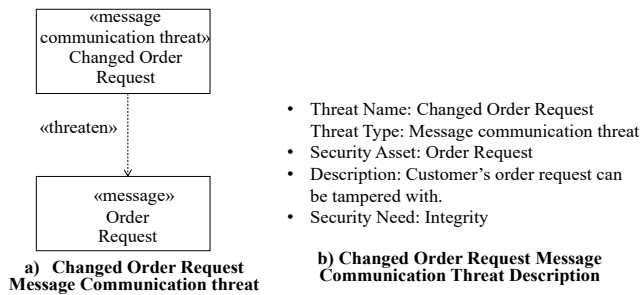 «message
communication threat»
Changed Order
Request
«threaten»
«message»
Order
Request
a) Changed Order Request
Message Communication threat
• Threat Name: Changed Order Request
Threat Type: Message communication threat
• Security Asset: Order Request
• Description: Customer’s order request can
be tampered with.
• Security Need: Integrity
b) Changed Order Request Message
Communication Threat Description